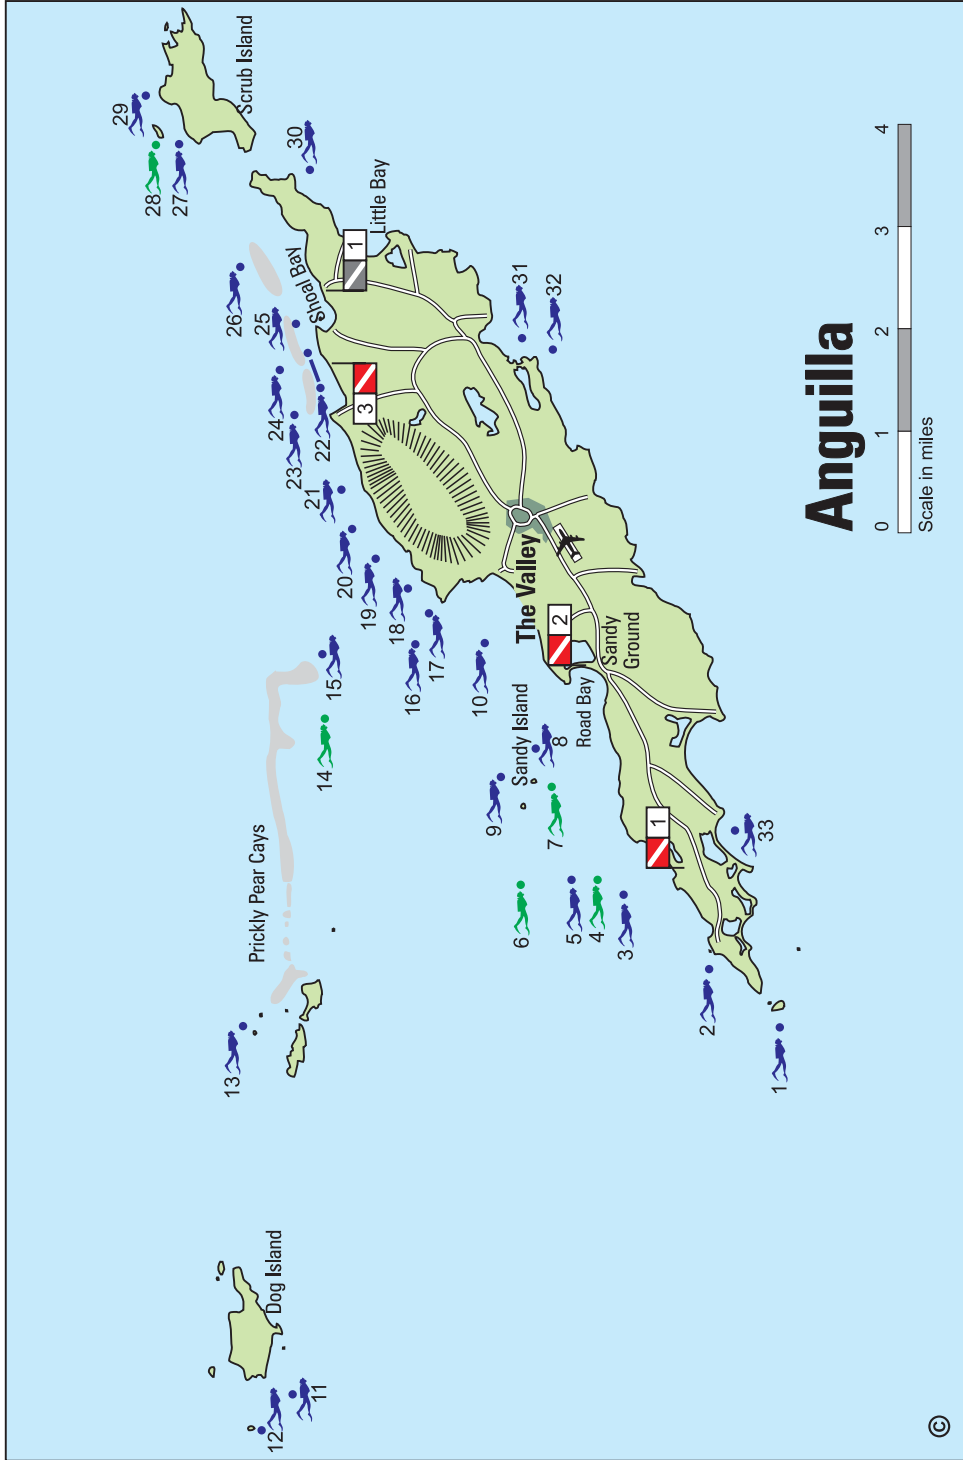 Scrub Island
29
28
27
30
Little Bay
1
Shoal Bay
26
25
24
23
22
21
3
31
32
20
19
18
17
16
15
14
10
The Valley
2
Sandy
Ground
Road Bay
Sandy Island
8
9
7
6
5
4
3
1
33
2
1
Prickly Pear Cays
13
Dog Island
12
11
Anguilla
0 1 2 3 4
Scale in miles
©